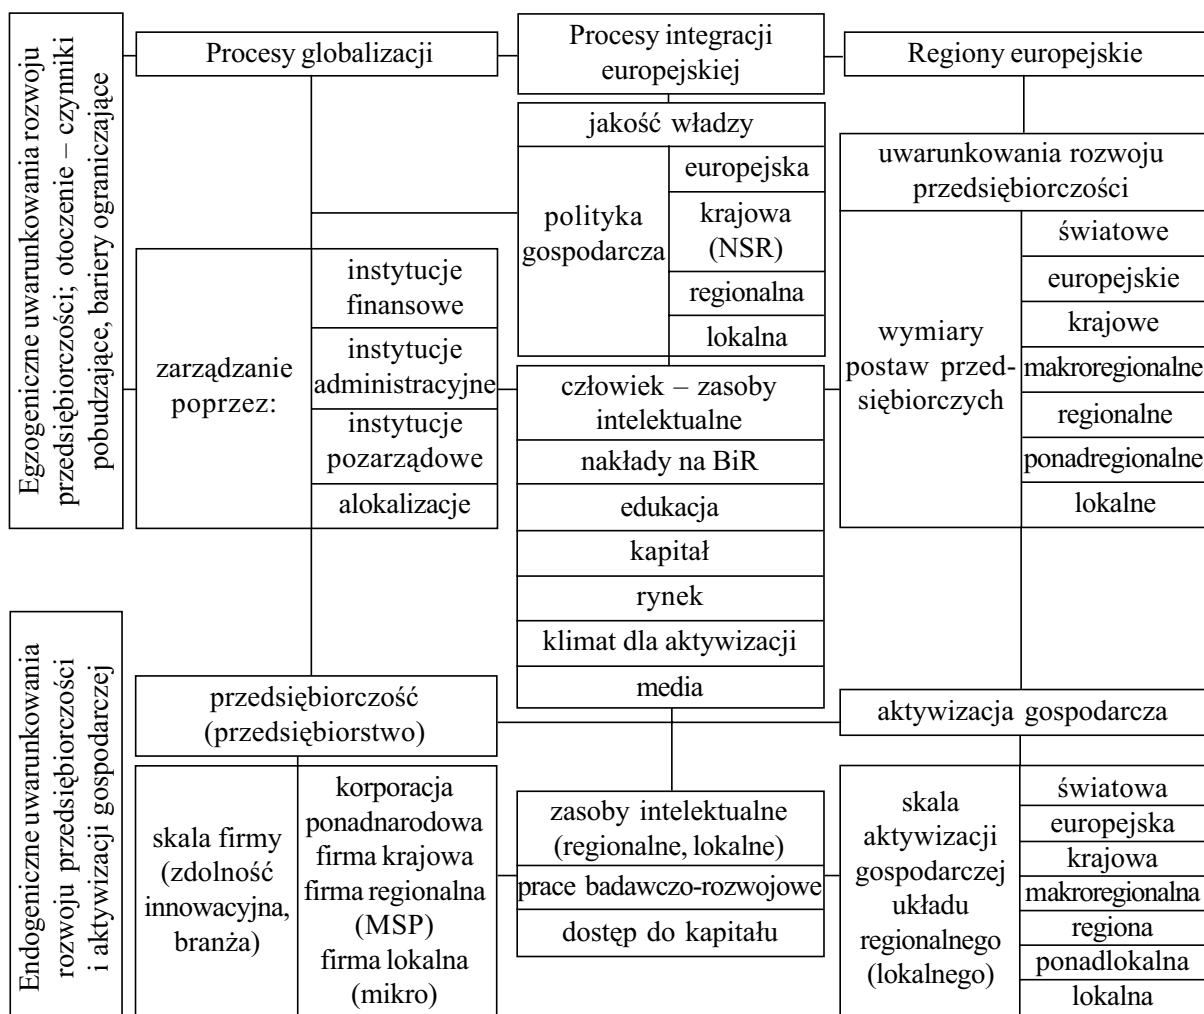 Egzogeniczne uwarunkowania rozwoju
przedsiębiorczości; otoczenie – czynniki
pobudzające, bariery ograniczające
Procesy globalizacji
Procesy integracji
europejskiej
Regiony europejskie
jakość władzy
polityka
gospodarcza
europejska
krajowa
(NSR)
regionalna
lokalna
uwarunkowania rozwoju
przedsiębiorczości
wymiary
postaw przed-
siębiorczych
światowe
europejskie
krajowe
makroregionalne
regionalne
ponadregionalne
lokalne
zarządzanie
poprzez:
instytucje
finansowe
instytucje
administracyjne
instytucje
pozarządowe
alokalizacje
człowiek – zasoby
intelektualne
nakłady na BiR
edukacja
kapitał
rynek
klimat dla aktywizacji
media
Endogeniczne uwarunkowania
rozwoju przedsiębiorczości
i aktywizacji gospodarczej
przedsiębiorczość
(przedsiębiorstwo)
aktywizacja gospodarcza
skala firmy
(zdolność
innowacyjna,
branża)
korporacja
ponadnarodowa
firma krajowa
firma regionalna
(MSP)
firma lokalna
(mikro)
zasoby intelektualne
(regionalne, lokalne)
prace badawczo-rozwojowe
dostęp do kapitału
skala
aktywizacji
gospodarczej
układu
regionalnego
(lokalnego)
światowa
europejska
krajowa
makroregionalna
regiona
ponadlokalna
lokalna